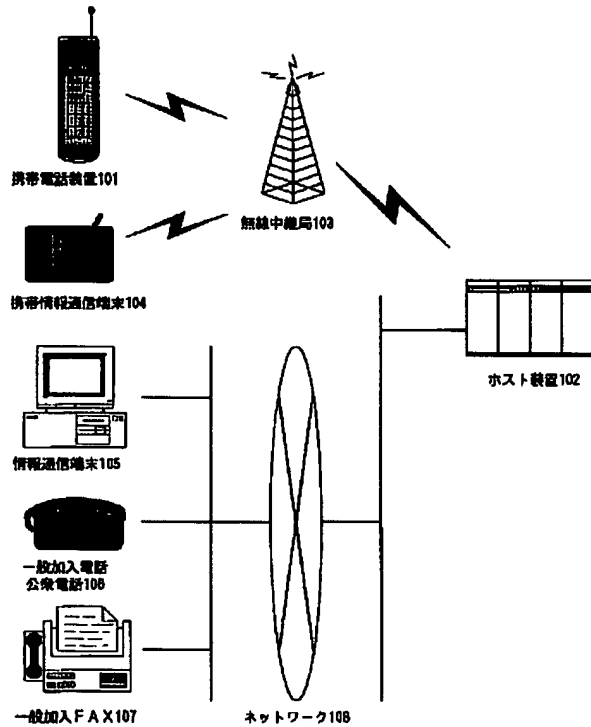 携帯電話装置101
無線中継局103
携帯情報通信端末104
ホスト装置102
情報通信端末105
一般加入電話
公衆電話106
一般加入FAX107
ネットワーク108